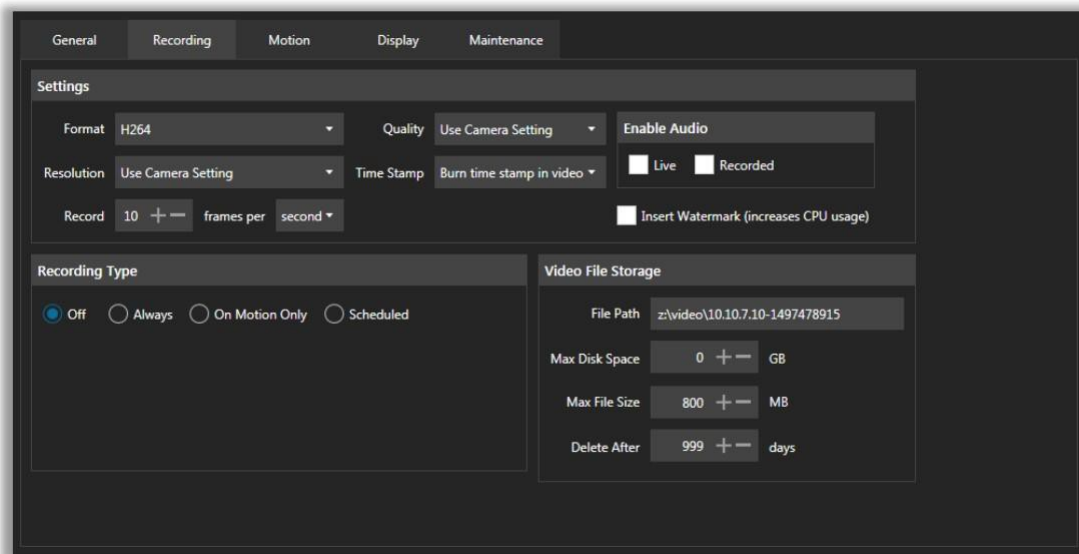 General Recording Motion Display Maintenance
Settings
Format H264 Quality Use Camera Setting Enable Audio
Resolution Use Camera Setting Time Stamp Burn time stamp in video Live Recorded
Record 10 frames per second Insert Watermark (increases CPU usage)
Recording Type
Off Always On Motion Only Scheduled
Video File Storage
File Path z:\video\10.10.7.10-1497478915
Max Disk Space 0 GB
Max File Size 800 MB
Delete After 999 days